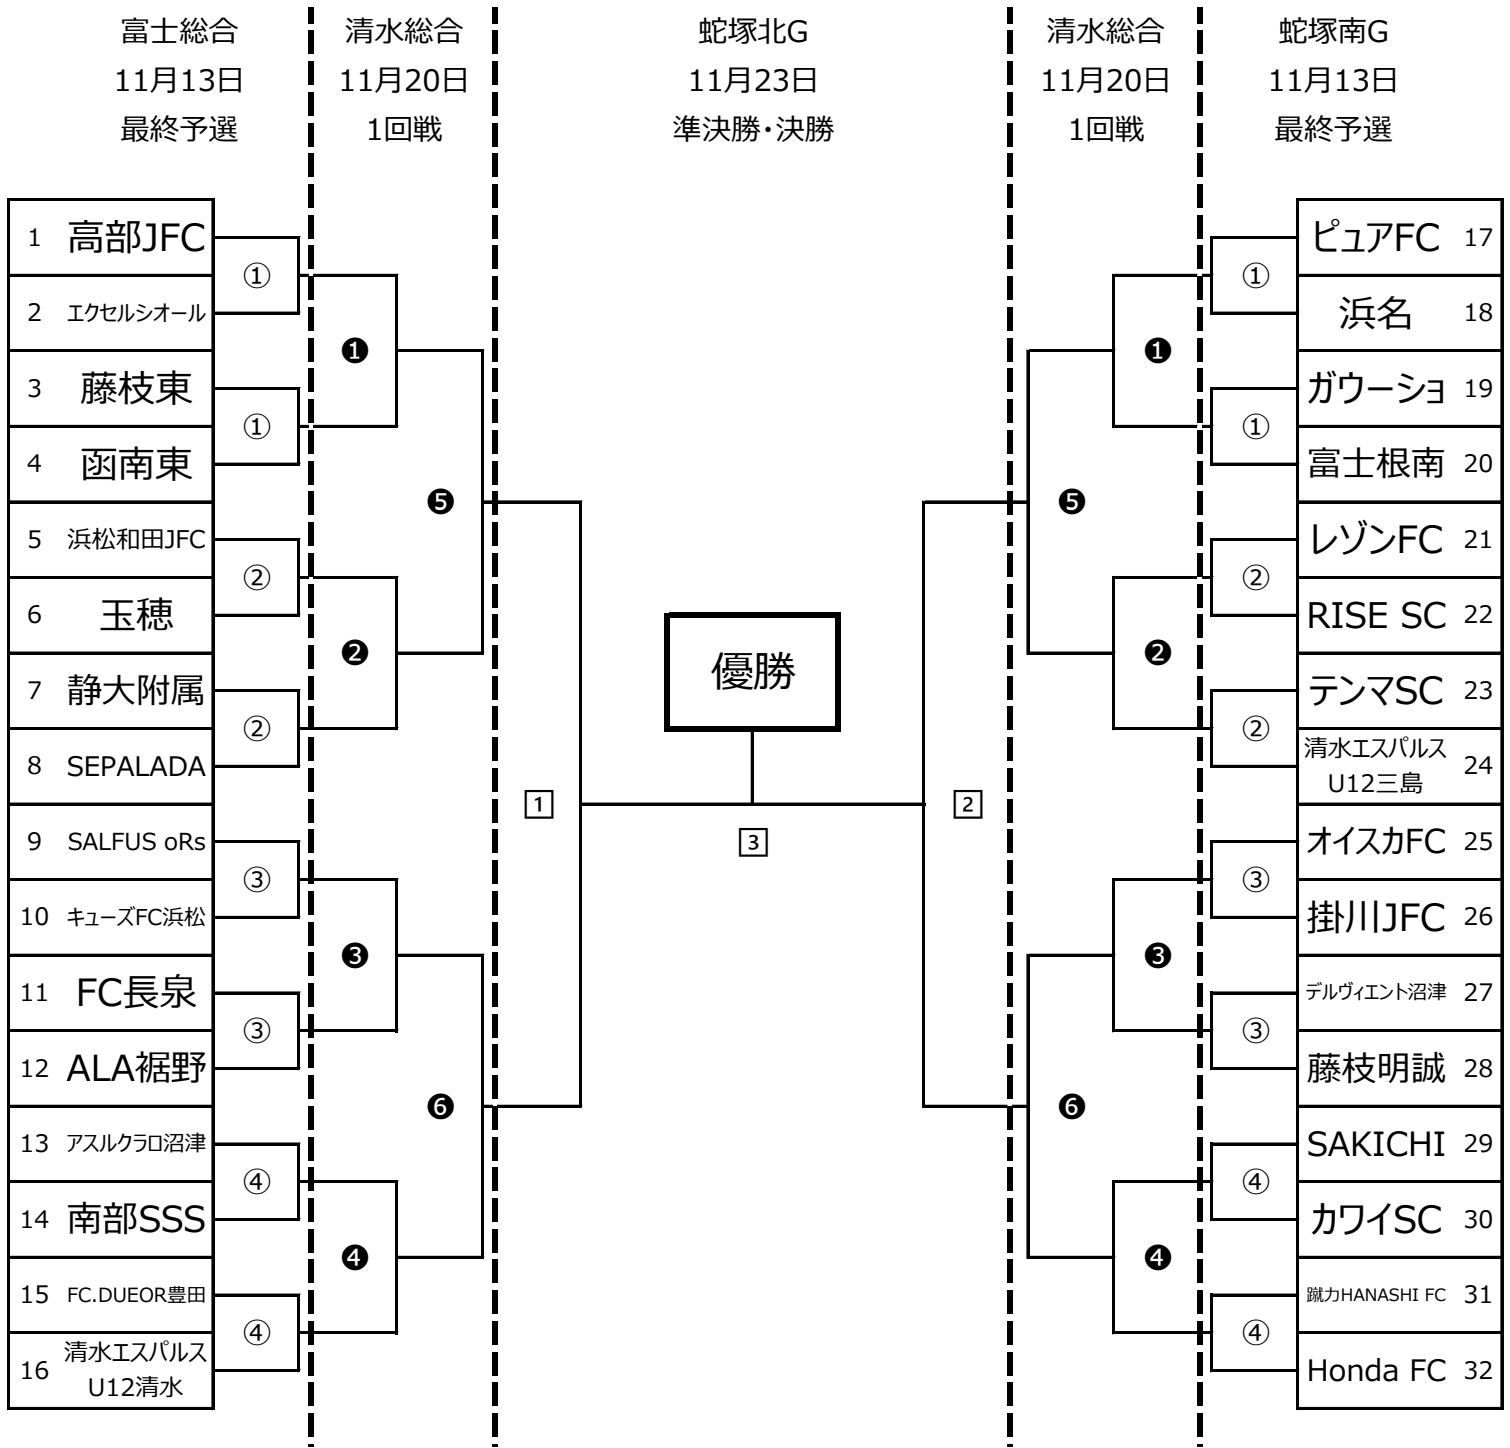 富士総合
11月13日
最終予選
清水総合
11月20日
1回戦
蛇塚北G
11月23日
準決勝・決勝
清水総合
11月20日
1回戦
蛇塚南G
11月13日
最終予選
1 高部JFC
2 エクセルシオール
3 藤枝東
4 函南東
5 浜松和田JFC
6 玉穂
7 静大附属
8 SEPALADA
9 SALFUS oRs
10 キューズFC浜松
11 FC長泉
12 ALA裾野
13 アスルクラロ沼津
14 南部SSS
15 FC.DUEOR豊田
16 清水エスパルス
U12清水
①
①
②
②
③
③
④
④
❶
❷
❸
❹
❺
❻
1
優勝
3
2
❺
❻
❶
❷
❸
❹
①
①
②
②
③
③
④
④
ピュアFC 17
浜名 18
ガウーショ 19
富士根南 20
レゾンFC 21
RISE SC 22
テンマSC 23
清水エスパルス
U12三島 24
オイスカFC 25
掛川JFC 26
デルヴィエント沼津 27
藤枝明誠 28
SAKICHI 29
カワイSC 30
蹴力HANASHI FC 31
Honda FC 32